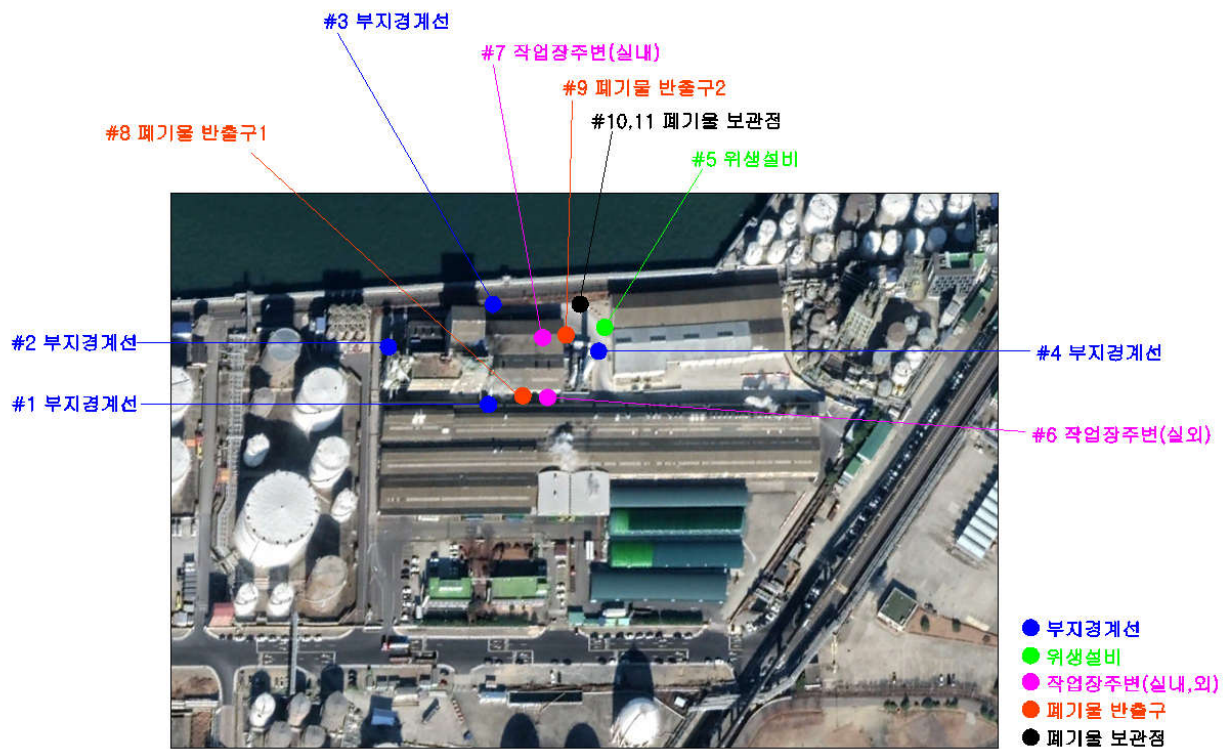 #3 부지경계선
#7 작업장주변(실내)
#9 폐기물 반출구2
#10,11 폐기물 보관점
#8 폐기물 반출구1
#5 위생설비
#2 부지경계선
#4 부지경계선
#1 부지경계선
#6 작업장주변(실외)
부지경계선
위생설비
작업장주변(실내,외)
폐기물 반출구
폐기물 보관점